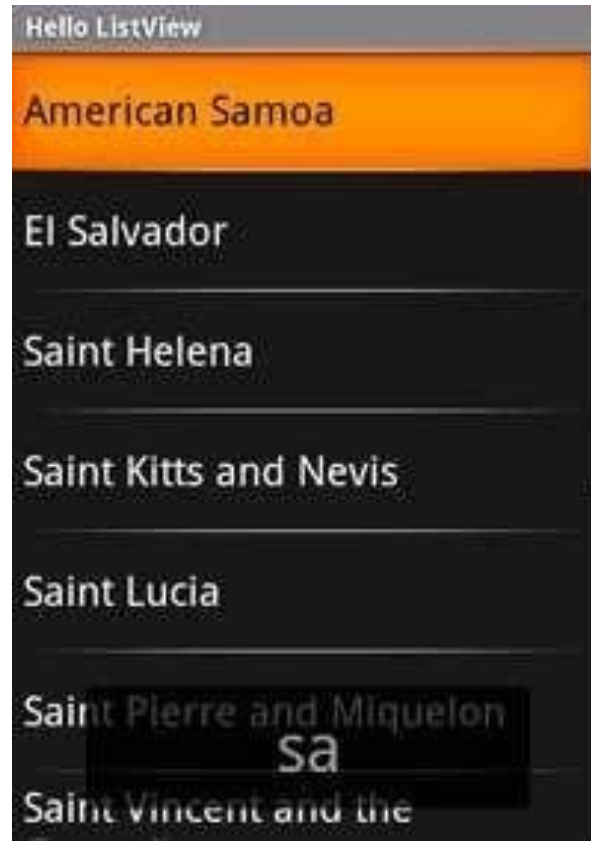 Hello ListView
American Samoa
El Salvador
Saint Helena
Saint Kitts and Nevis
Saint Lucia
Saint Pierre and Miquelon
sa
Saint Vincent and the